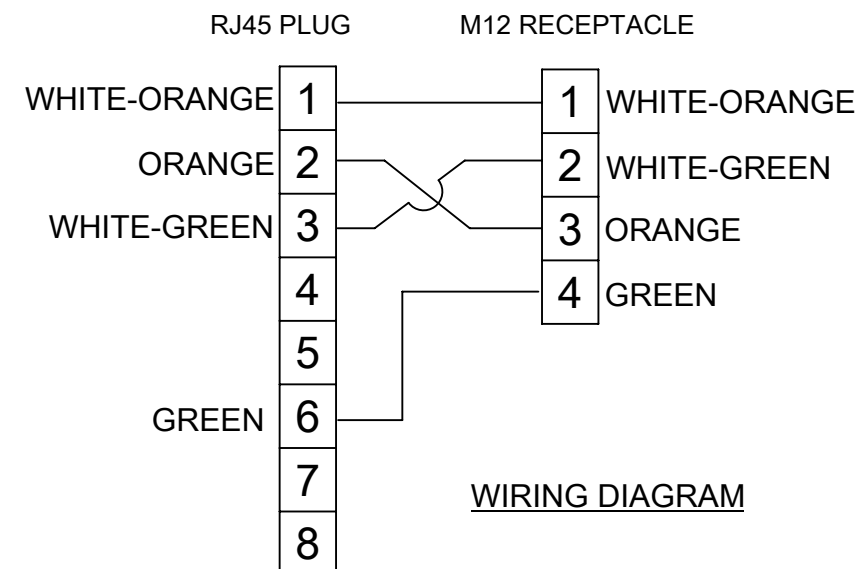 RJ45 PLUG M12 RECEPTACLE
WHITE-ORANGE 1 1 WHITE-ORANGE
ORANGE 2 2 WHITE-GREEN
WHITE-GREEN 3 3 ORANGE
4 4 GREEN
5
GREEN 6
7
WIRING DIAGRAM
8